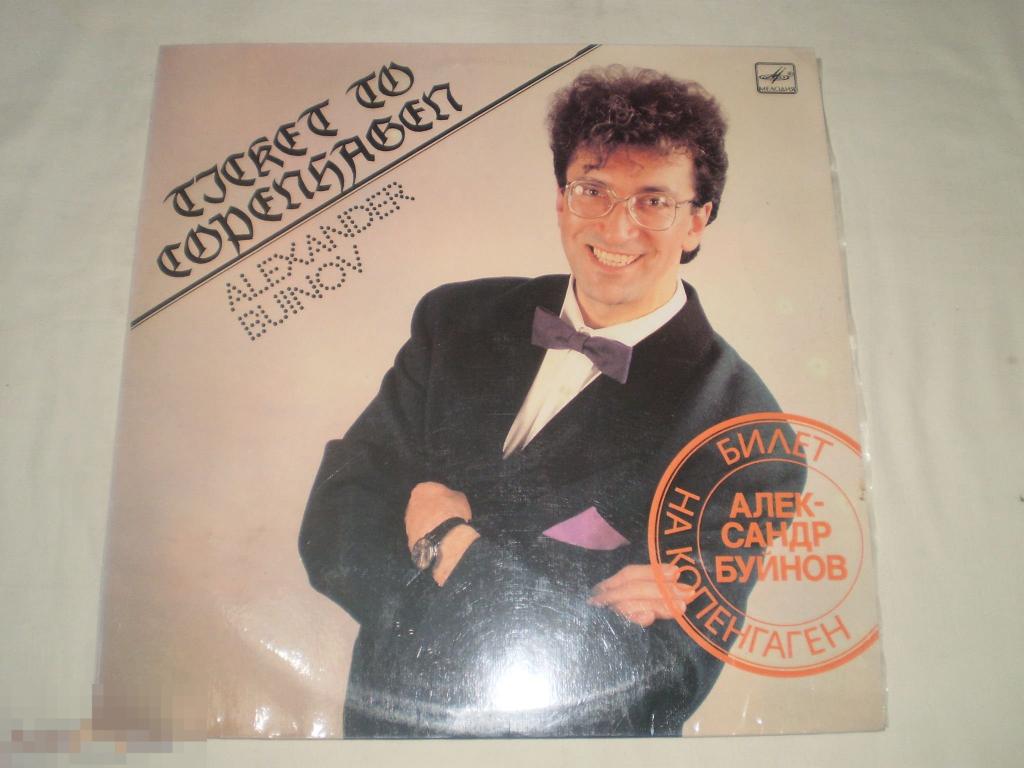 TICKET TO
COPENHAGEN
ALEXANDER
BUINOV
МЕЛОДИЯ
БИЛЕТ
НА КОПЕНГАГЕН
АЛЕК-
САНДР
БУЙНОВ